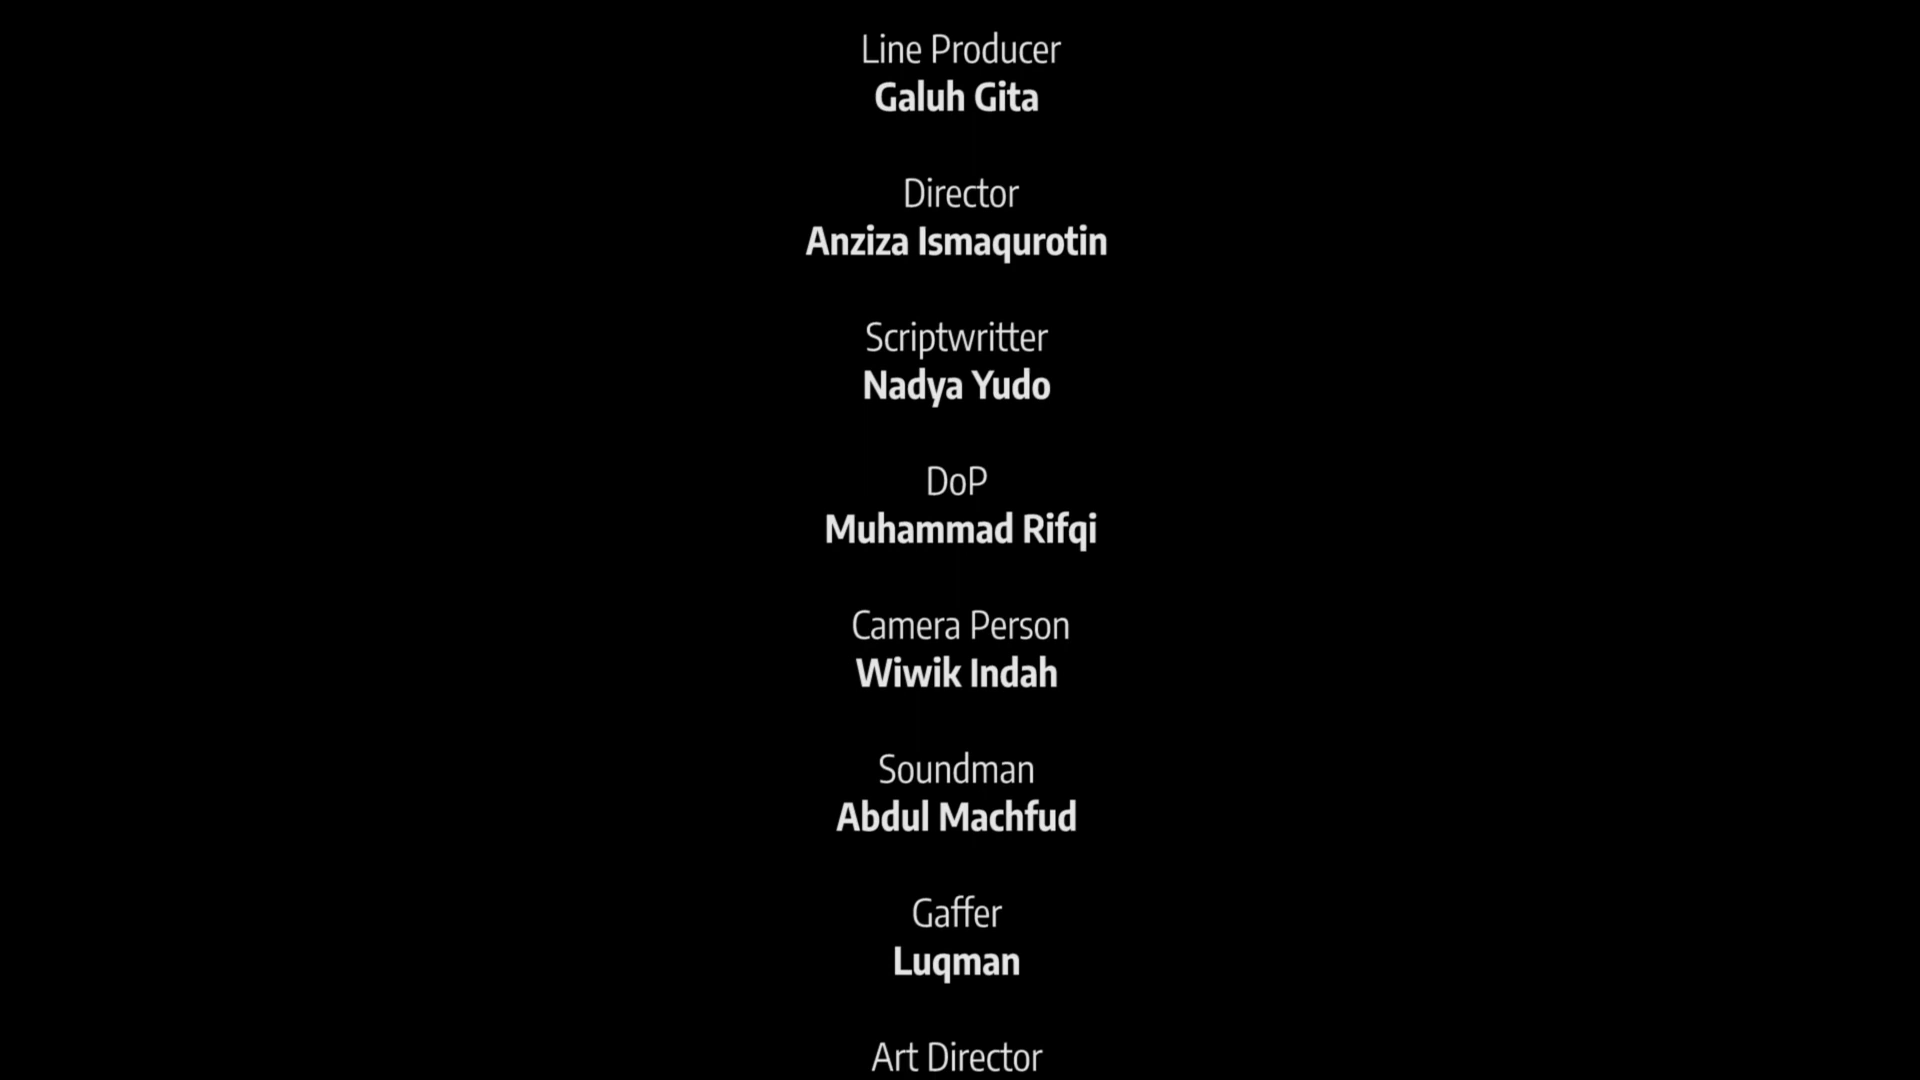 Line Producer
Galuh Gita
Director
Anziza Ismaqurotin
Scriptwritter
Nadya Yudo
DoP
Muhammad Rifqi
Camera Person
Wiwik Indah
Soundman
Abdul Machfud
Gaffer
Luqman
Art Director